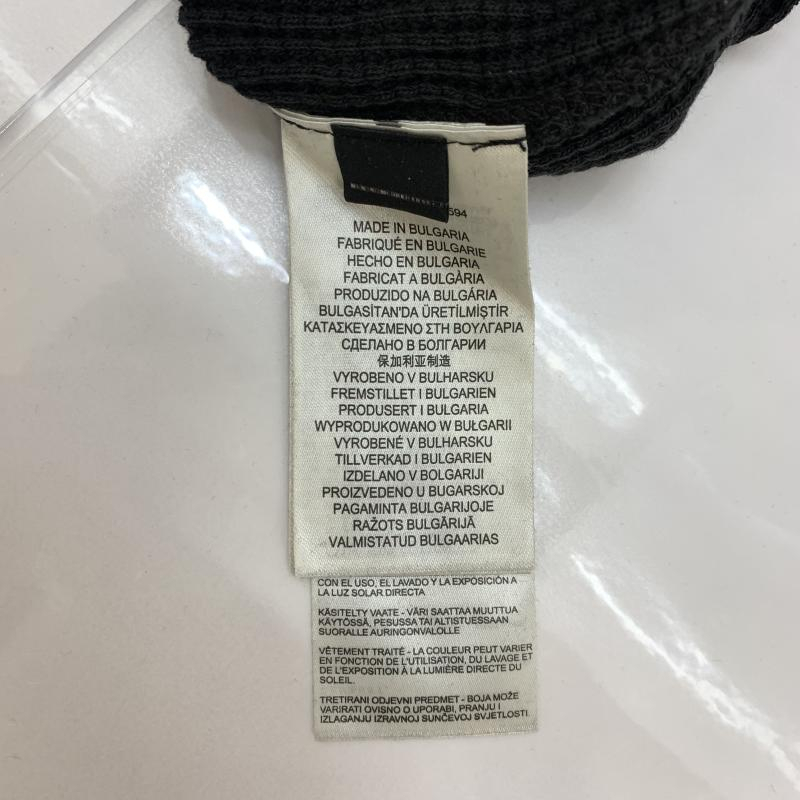 594
MADE IN BULGARIA
FABRIQUÉ EN BULGARIE
HECHO EN BULGARIA
FABRICAT A BULGÀRIA
PRODUZIDO NA BULGÁRIA
BULGASİTAN'DA ÜRETİLMİŞTİR
ΚΑΤΑΣΚΕΥΑΣΜΕΝΟ ΣΤΗ ΒΟΥΛΓΑΡΙΑ
СДЕЛАНО В БОЛГАРИИ
保加利亚制造
VYROBENO V BULHARSKU
FREMSTILLET I BULGARIEN
PRODUSERT I BULGARIA
WYPRODUKOWANO W BUŁGARII
VYROBENÉ V BULHARSKU
TILLVERKAD I BULGARIEN
IZDELANO V BOLGARIJI
PROIZVEDENO U BUGARSKOJ
PAGAMINTA BULGARIJOJE
RAŽOTS BULGĀRIJĀ
VALMISTATUD BULGAARIAS
CON EL USO, EL LAVADO Y LA EXPOSICIÓN A
LA LUZ SOLAR DIRECTA
KÄSITELTY VAATE - VÄRI SAATTAA MUUTTUA
KÄYTÖSSÄ, PESUSSA TAI ALTISTUESSAAN
SUORALLE AURINGONVALOLLE
VÊTEMENT TRAITÉ - LA COULEUR PEUT VARIER
EN FONCTION DE L'UTILISATION, DU LAVAGE ET
DE L'EXPOSITION À LA LUMIÈRE DIRECTE DU
SOLEIL.
TRETIRANI ODJEVNI PREDMET - BOJA MOŽE
VARIRATI OVISNO O UPORABI, PRANJU I
IZLAGANJU IZRAVNOJ SUNČEVOJ SVJETLOSTI.